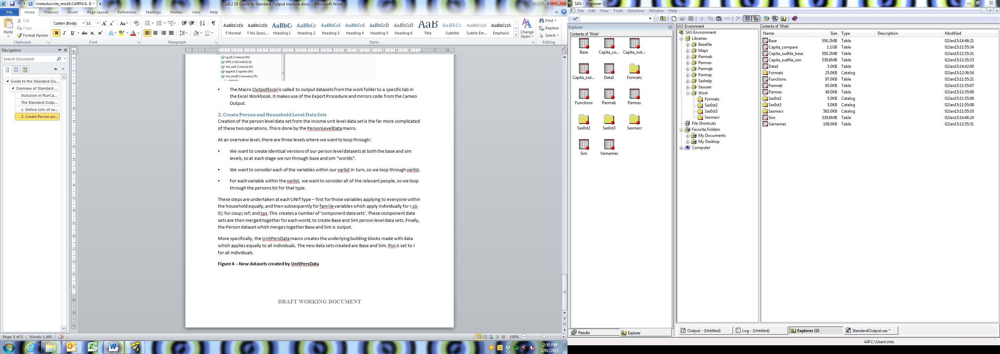 \\romulus\rim_mod$\CAPITA\5. D
1412 19 Guide to Standard Output module.docx - Microsoft Word
File Home Treasury Insert Page Layout References Mailings Review View Help
Paste
Cut
Copy
Format Painter
Clipboard
Calibri (Body) 11
Font
Paragraph
AaBbCcDc AaBbCcDc AaBbC AaBbCc AaBbCcI AaBbCcD AaBbCcD AaBbCcD AaB AaBbCc. AaBbCcDc AaBbCcDc
¶ Normal ¶ No Spaci... Heading 1 Heading 2 Heading 3 Heading 4 Heading 5 Heading 6 Title Subtitle Subtle Em... Emphasis
Styles
Change Styles
Find
Replace
Select
Editing
Navigation
Search Document
Guide to the Standard Ou...
Overview of Standard ...
Inclusion in RunCa...
The Standard Outp...
1. Define Lists of va...
2. Create Person an...
rg_h$ (\\remus) (H:)
MTS (\\fs2\indiv$) (I:)
rim_sas$ (\\remus) (K:)
tpgato$ (\\apollo) (M:)
rim_mod$ (\\romulus) (P:)
• The Macro OutputExcel is called to output datasets from the work folder to a specific tab in
the Excel Workbook. It makes use of the Export Procedure and mirrors code from the Cameo
Output.
2. Create Person and Household Level Data Sets
Creation of the person level data set from the income unit level data set is the far more complicated
of these two operations. This is done by the PersonLevelData macro.
At an overview level, there are three levels where we want to loop through:
• We want to create identical versions of our person level datasets at both the base and sim
levels, so at each stage we run through base and sim “worlds”.
• We want to consider each of the variables within our varlist in turn, so we loop through varlist.
• For each variable within the varlist, we want to consider all of the relevant people, so we loop
through the persons list for that type.
These steps are undertaken at each UNIT type – first for those variables applying to everyone within
the household equally, and then subsequently for fam (ie variables which apply individually for r,s1-
5); for coup; ref; and sps. This creates a number of ‘component data sets’. These component data
sets are then merged together for each world, to create Base and Sim person level data sets. Finally,
the Person dataset which merges together Base and Sim is output.
More specifically, the UnitPersData macro creates the underlying building blocks made with data
which applies equally to all individuals. The new data sets created are Base and Sim. Psn is set to r
for all individuals.
Figure 4 – New datasets created by UnitPersData
DRAFT WORKING DOCUMENT
Page: 5 of 5 Words: 1,495
100%
SAS - [Explorer (2)]
File Edit View Tools Solutions Window Help
Explorer
Contents of 'Work'
Base Capita_co... Capita_out...
Capita_out... Data1 Formats
Functions Parmab Parmas
Sas0st2 Sas0st3 Sasmacr
Sim Varnames
Results Explorer
SAS Environment
SAS Environment
Libraries
Basefile
Maps
Parmab
Parmas
Parmqb
Parmqs
Sashelp
Sasuser
Work
Formats
Sas0st2
Sas0st3
Sasmacr
File Shortcuts
Favorite Folders
My Documents
My Desktop
Computer
Contents of 'Work'
Name Size Type Description Modified
Base 550.2MB Table 02Jan15:14:46:21
Capita_compare 1.1GB Table 02Jan15:11:55:34
Capita_outfile_base 550.2MB Table 02Jan15:11:55:31
Capita_outfile_sim 539.8MB Table 02Jan15:11:55:33
Data1 5.0KB Table 02Jan15:14:42:00
Formats 25.0KB Catalog 02Jan15:12:36:54
Functions 97.0KB Table 02Jan15:11:55:21
Parmab 65.0KB Table 02Jan15:11:55:07
Parmas 49.0KB Table 02Jan15:11:55:08
Sas0st2 5.0KB Catalog 02Jan15:11:55:08
Sas0st3 5.0KB Catalog 02Jan15:11:55:08
Sasmacr 565.0KB Catalog 02Jan15:11:55:10
Sim 539.8MB Table 02Jan15:14:46:24
Varnames 109.0KB Table 02Jan15:11:55:31
Output - (Untitled) Log - (Untitled) Explorer (2) StandardOutput.sas *
C:\Users\mts
2:50 PM
2/01/2015